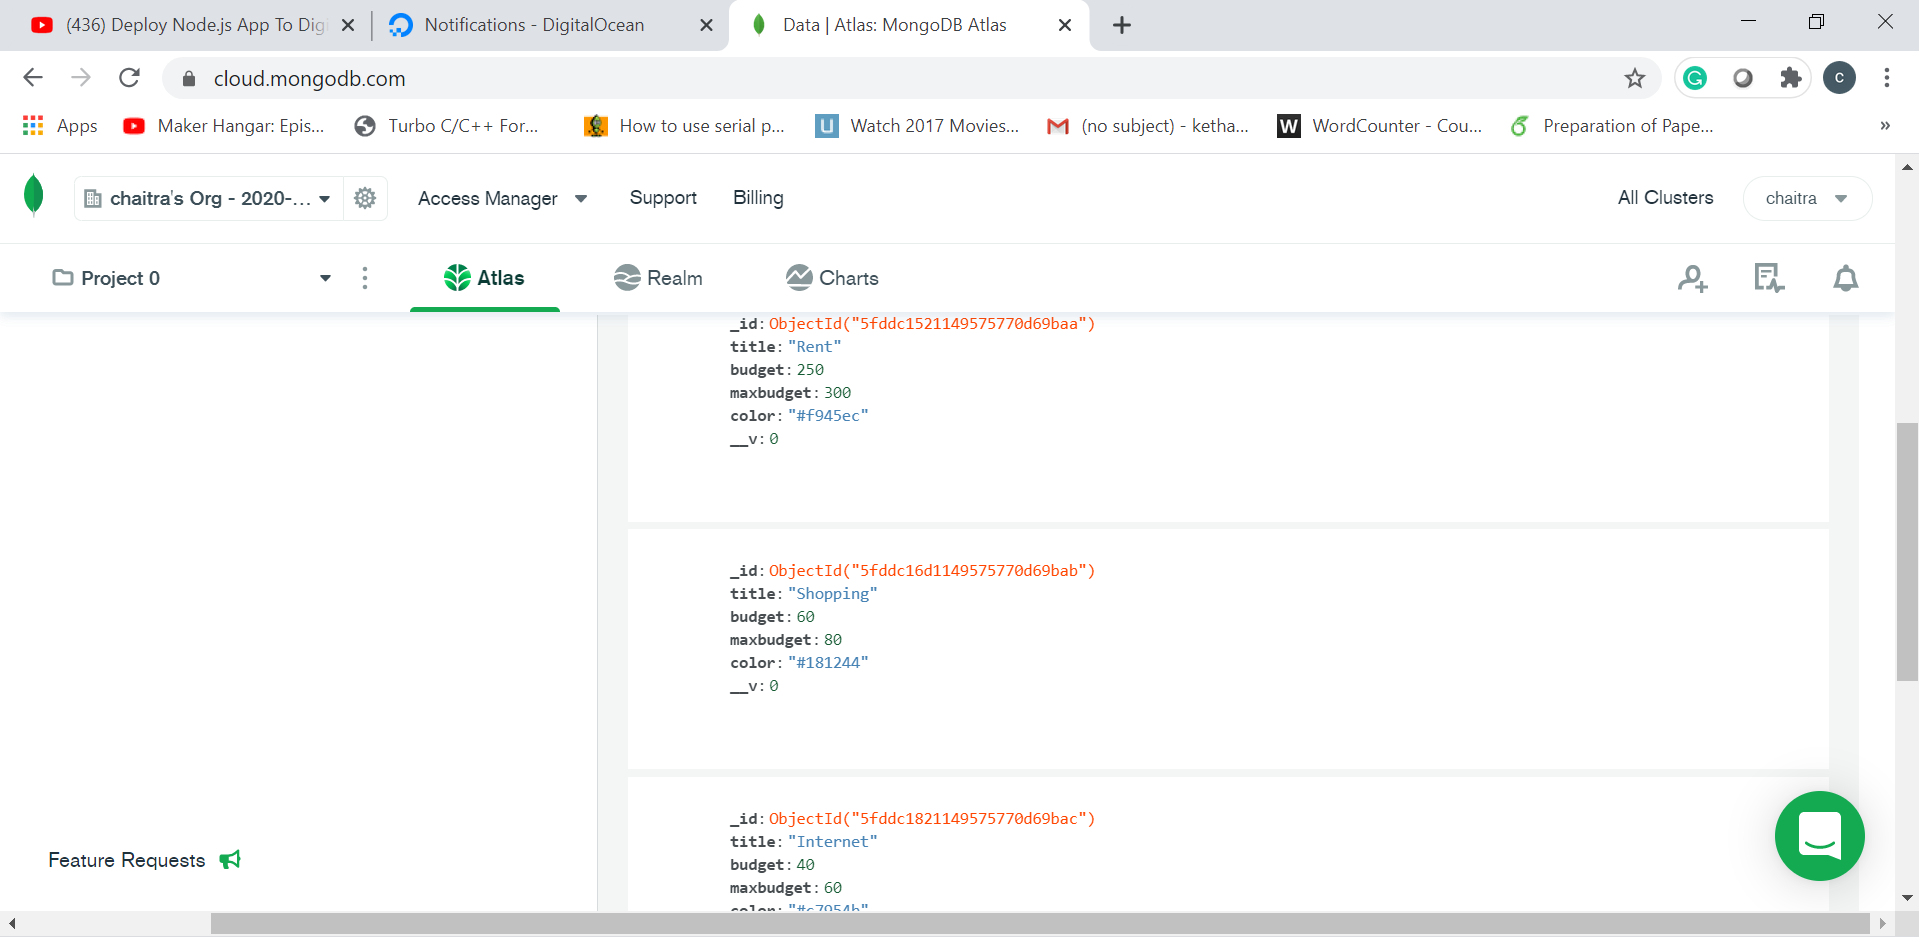 (436) Deploy Node.js App To Digi
Notifications - DigitalOcean
Data | Atlas: MongoDB Atlas
cloud.mongodb.com
C
Apps
Maker Hangar: Epis...
Turbo C/C++ For...
How to use serial p...
U
Watch 2017 Movies...
(no subject) - ketha...
W
WordCounter - Cou...
Preparation of Pape...
»
chaitra's Org - 2020-...
Access Manager
Support
Billing
All Clusters
chaitra
Project 0
Atlas
Realm
Charts
_id: ObjectId("5fddc1521149575770d69baa")
title: "Rent"
budget: 250
maxbudget: 300
color: "#f945ec"
__v: 0
_id: ObjectId("5fddc16d1149575770d69bab")
title: "Shopping"
budget: 60
maxbudget: 80
color: "#181244"
__v: 0
_id: ObjectId("5fddc1821149575770d69bac")
title: "Internet"
budget: 40
maxbudget: 60
color: "#c7954b"
Feature Requests